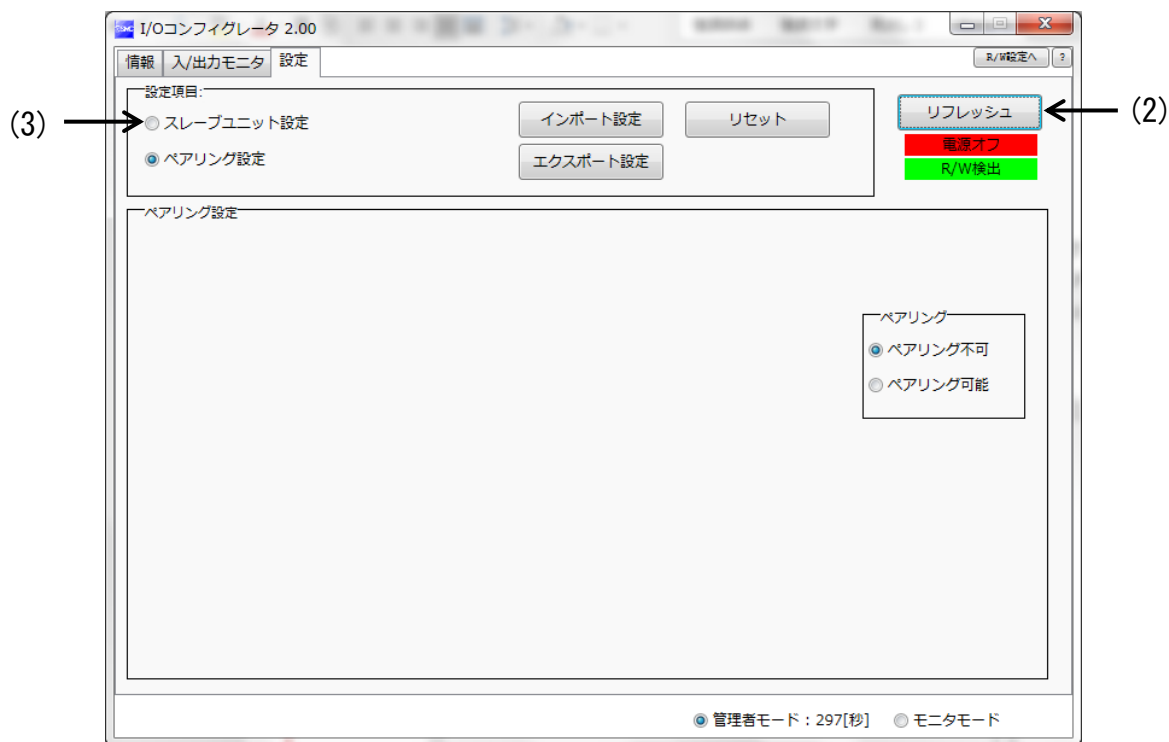 SMC I/Oコンフィグレータ 2.00
情報 入/出力モニタ 設定 R/W設定へ ?
設定項目:
(3) スレーブユニット設定 インポート設定 リセット リフレッシュ (2)
電源オフ
ペアリング設定 エクスポート設定 R/W検出
ペアリング設定
ペアリング
ペアリング不可
ペアリング可能
管理者モード:297[秒] モニタモード